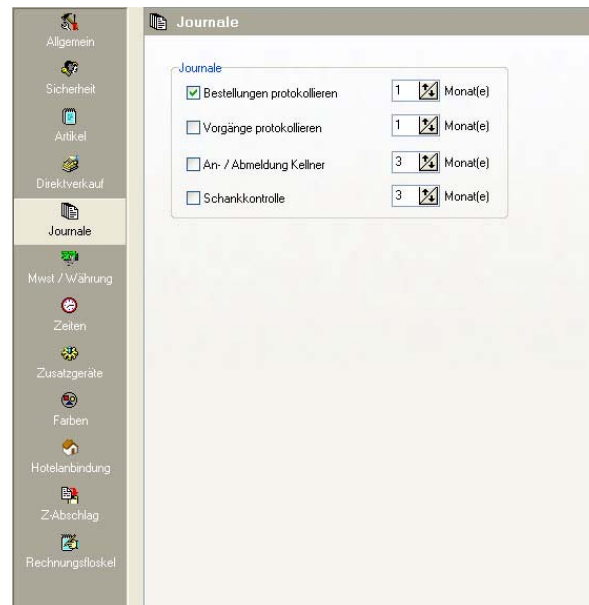 Allgemein
Sicherheit
Artikel
Direktverkauf
Journale
Mwst / Währung
Zeiten
Zusatzgeräte
Farben
Hotelanbindung
Z-Abschlag
Rechnungsfloskel
Journale
Journale
Bestellungen protokollieren 1 Monat(e)
Vorgänge protokollieren 1 Monat(e)
An- / Abmeldung Kellner 3 Monat(e)
Schankkontrolle 3 Monat(e)